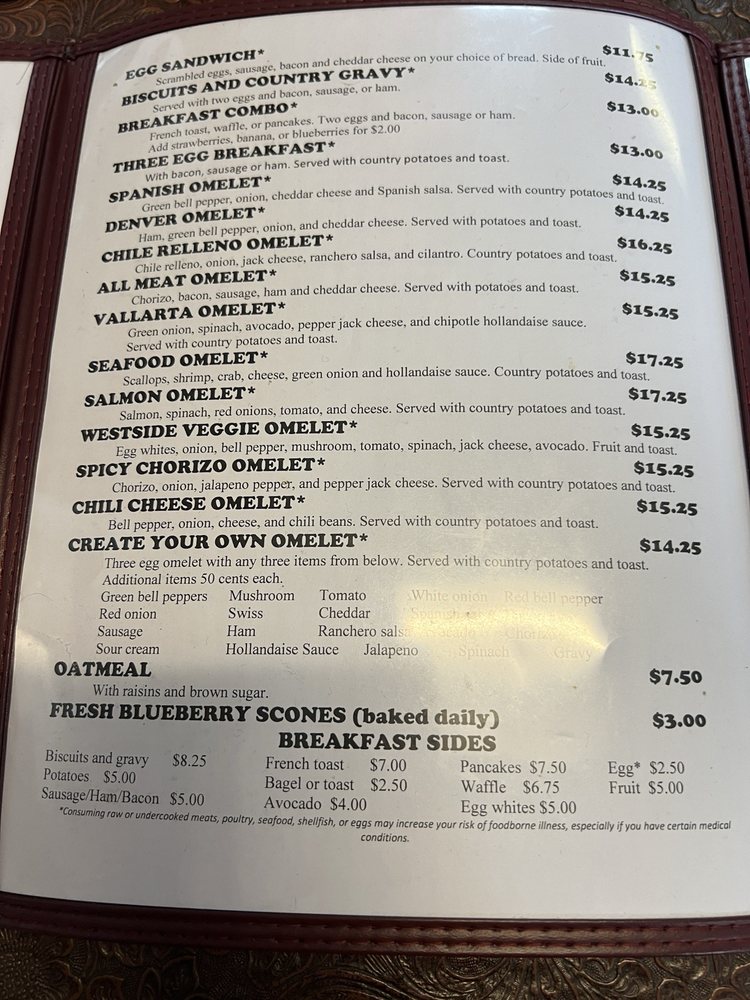 EGG SANDWICH* $11.75
Scrambled eggs, sausage, bacon and cheddar cheese on your choice of bread. Side of fruit.
BISCUITS AND COUNTRY GRAVY* $14.25
Served with two eggs and bacon, sausage, or ham.
BREAKFAST COMBO* $13.00
French toast, waffle, or pancakes. Two eggs and bacon, sausage or ham.
Add strawberries, banana, or blueberries for $2.00
THREE EGG BREAKFAST* $13.00
With bacon, sausage or ham. Served with country potatoes and toast.
SPANISH OMELET* $14.25
Green bell pepper, onion, cheddar cheese and Spanish salsa. Served with country potatoes and toast.
DENVER OMELET* $14.25
Ham, green bell pepper, onion, and cheddar cheese. Served with potatoes and toast.
CHILE RELLENO OMELET* $16.25
Chile relleno, onion, jack cheese, ranchero salsa, and cilantro. Country potatoes and toast.
ALL MEAT OMELET* $15.25
Chorizo, bacon, sausage, ham and cheddar cheese. Served with potatoes and toast.
VALLARTA OMELET* $15.25
Green onion, spinach, avocado, pepper jack cheese, and chipotle hollandaise sauce.
Served with country potatoes and toast.
SEAFOOD OMELET* $17.25
Scallops, shrimp, crab, cheese, green onion and hollandaise sauce. Country potatoes and toast.
SALMON OMELET* $17.25
Salmon, spinach, red onions, tomato, and cheese. Served with country potatoes and toast.
WESTSIDE VEGGIE OMELET* $15.25
Egg whites, onion, bell pepper, mushroom, tomato, spinach, jack cheese, avocado. Fruit and toast.
SPICY CHORIZO OMELET* $15.25
Chorizo, onion, jalapeno pepper, and pepper jack cheese. Served with country potatoes and toast.
CHILI CHEESE OMELET* $15.25
Bell pepper, onion, cheese, and chili beans. Served with country potatoes and toast.
CREATE YOUR OWN OMELET* $14.25
Three egg omelet with any three items from below. Served with country potatoes and toast.
Additional items 50 cents each.
Green bell peppers Mushroom Tomato White onion Red bell pepper
Red onion Swiss Cheddar
Sausage Ham Ranchero salsa Avocado Chorizo
Sour cream Hollandaise Sauce Jalapeno Spinach Gravy
OATMEAL $7.50
With raisins and brown sugar.
FRESH BLUEBERRY SCONES (baked daily) $3.00
BREAKFAST SIDES
Biscuits and gravy $8.25 French toast $7.00 Pancakes $7.50 Egg* $2.50
Potatoes $5.00 Bagel or toast $2.50 Waffle $6.75 Fruit $5.00
Sausage/Ham/Bacon $5.00 Avocado $4.00 Egg whites $5.00
*Consuming raw or undercooked meats, poultry, seafood, shellfish, or eggs may increase your risk of foodborne illness, especially if you have certain medical
conditions.